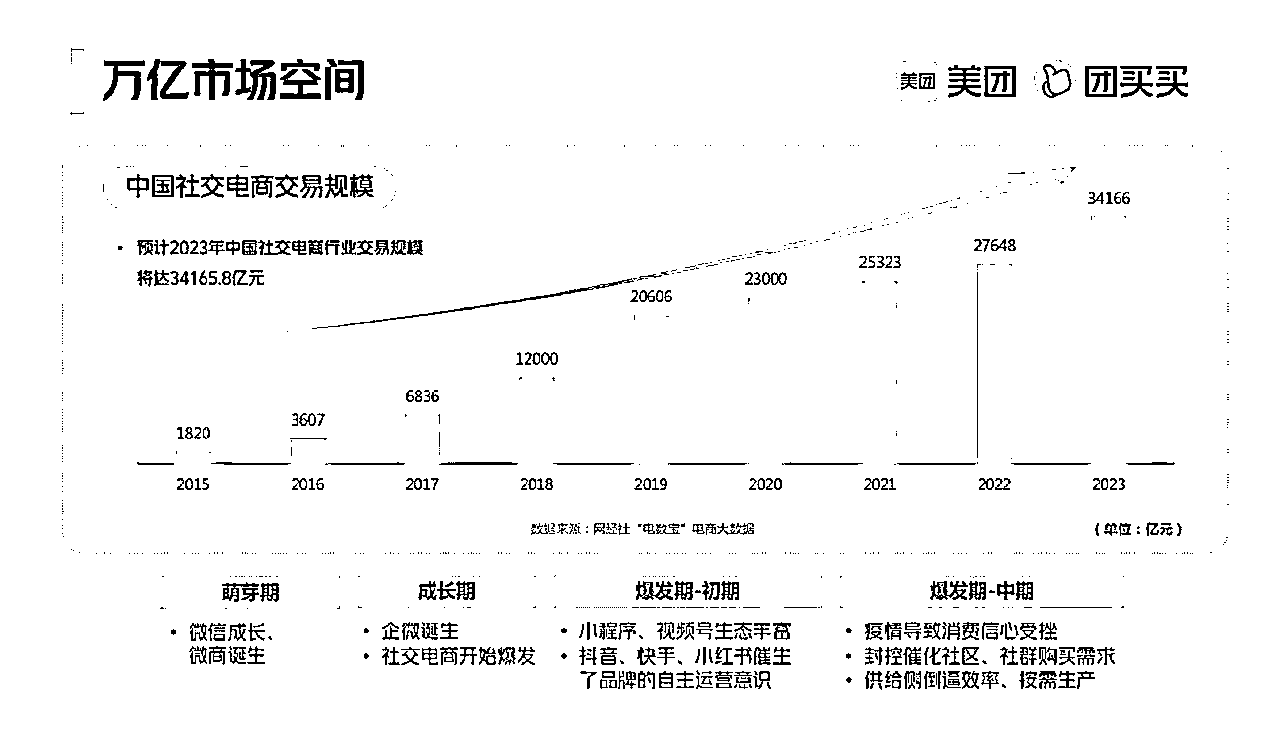 万亿市场空间
美团 美团 团买买
中国社交电商交易规模
• 预计2023年中国社交电商行业交易规模
将达34165.8亿元
1820
3607
6836
12000
20606
23000
25323
27648
34166
2015 2016 2017 2018 2019 2020 2021 2022 2023
数据来源:网经社 "电数宝" 电商大数据
(单位:亿元)
萌芽期
• 微信成长、
微商诞生
成长期
• 企微诞生
• 社交电商开始爆发
爆发期-初期
• 小程序、视频号生态丰富
• 抖音、快手、小红书催生
了品牌的自主运营意识
爆发期-中期
• 疫情导致消费信心受挫
• 封控催化社区、社群购买需求
• 供给侧倒逼效率、按需生产